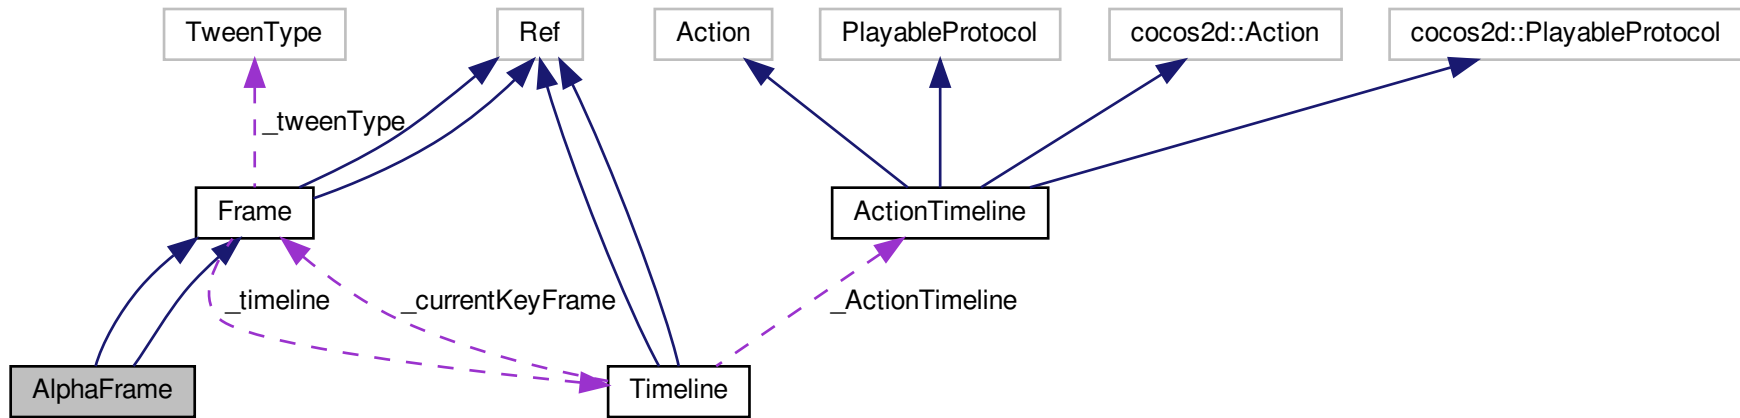 TweenType
Ref
Action
PlayableProtocol
cocos2d::Action
cocos2d::PlayableProtocol
_tweenType
Frame
ActionTimeline
_timeline
_currentKeyFrame
_ActionTimeline
AlphaFrame
Timeline